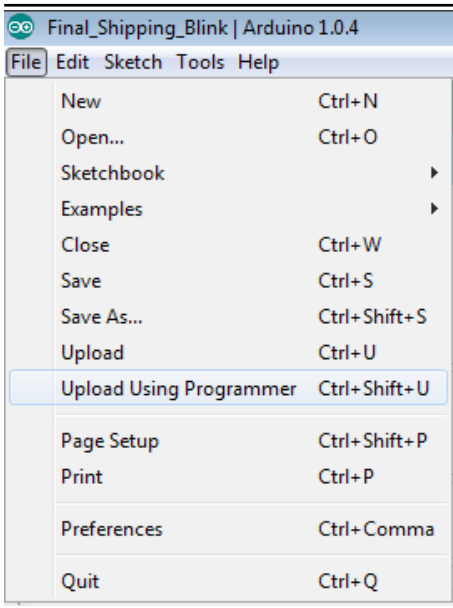 Final_Shipping_Blink | Arduino 1.0.4
File Edit Sketch Tools Help
New Ctrl+N
Open... Ctrl+O
Sketchbook
Examples
Close Ctrl+W
Save Ctrl+S
Save As... Ctrl+Shift+S
Upload Ctrl+U
Upload Using Programmer Ctrl+Shift+U
Page Setup Ctrl+Shift+P
Print Ctrl+P
Preferences Ctrl+Comma
Quit Ctrl+Q